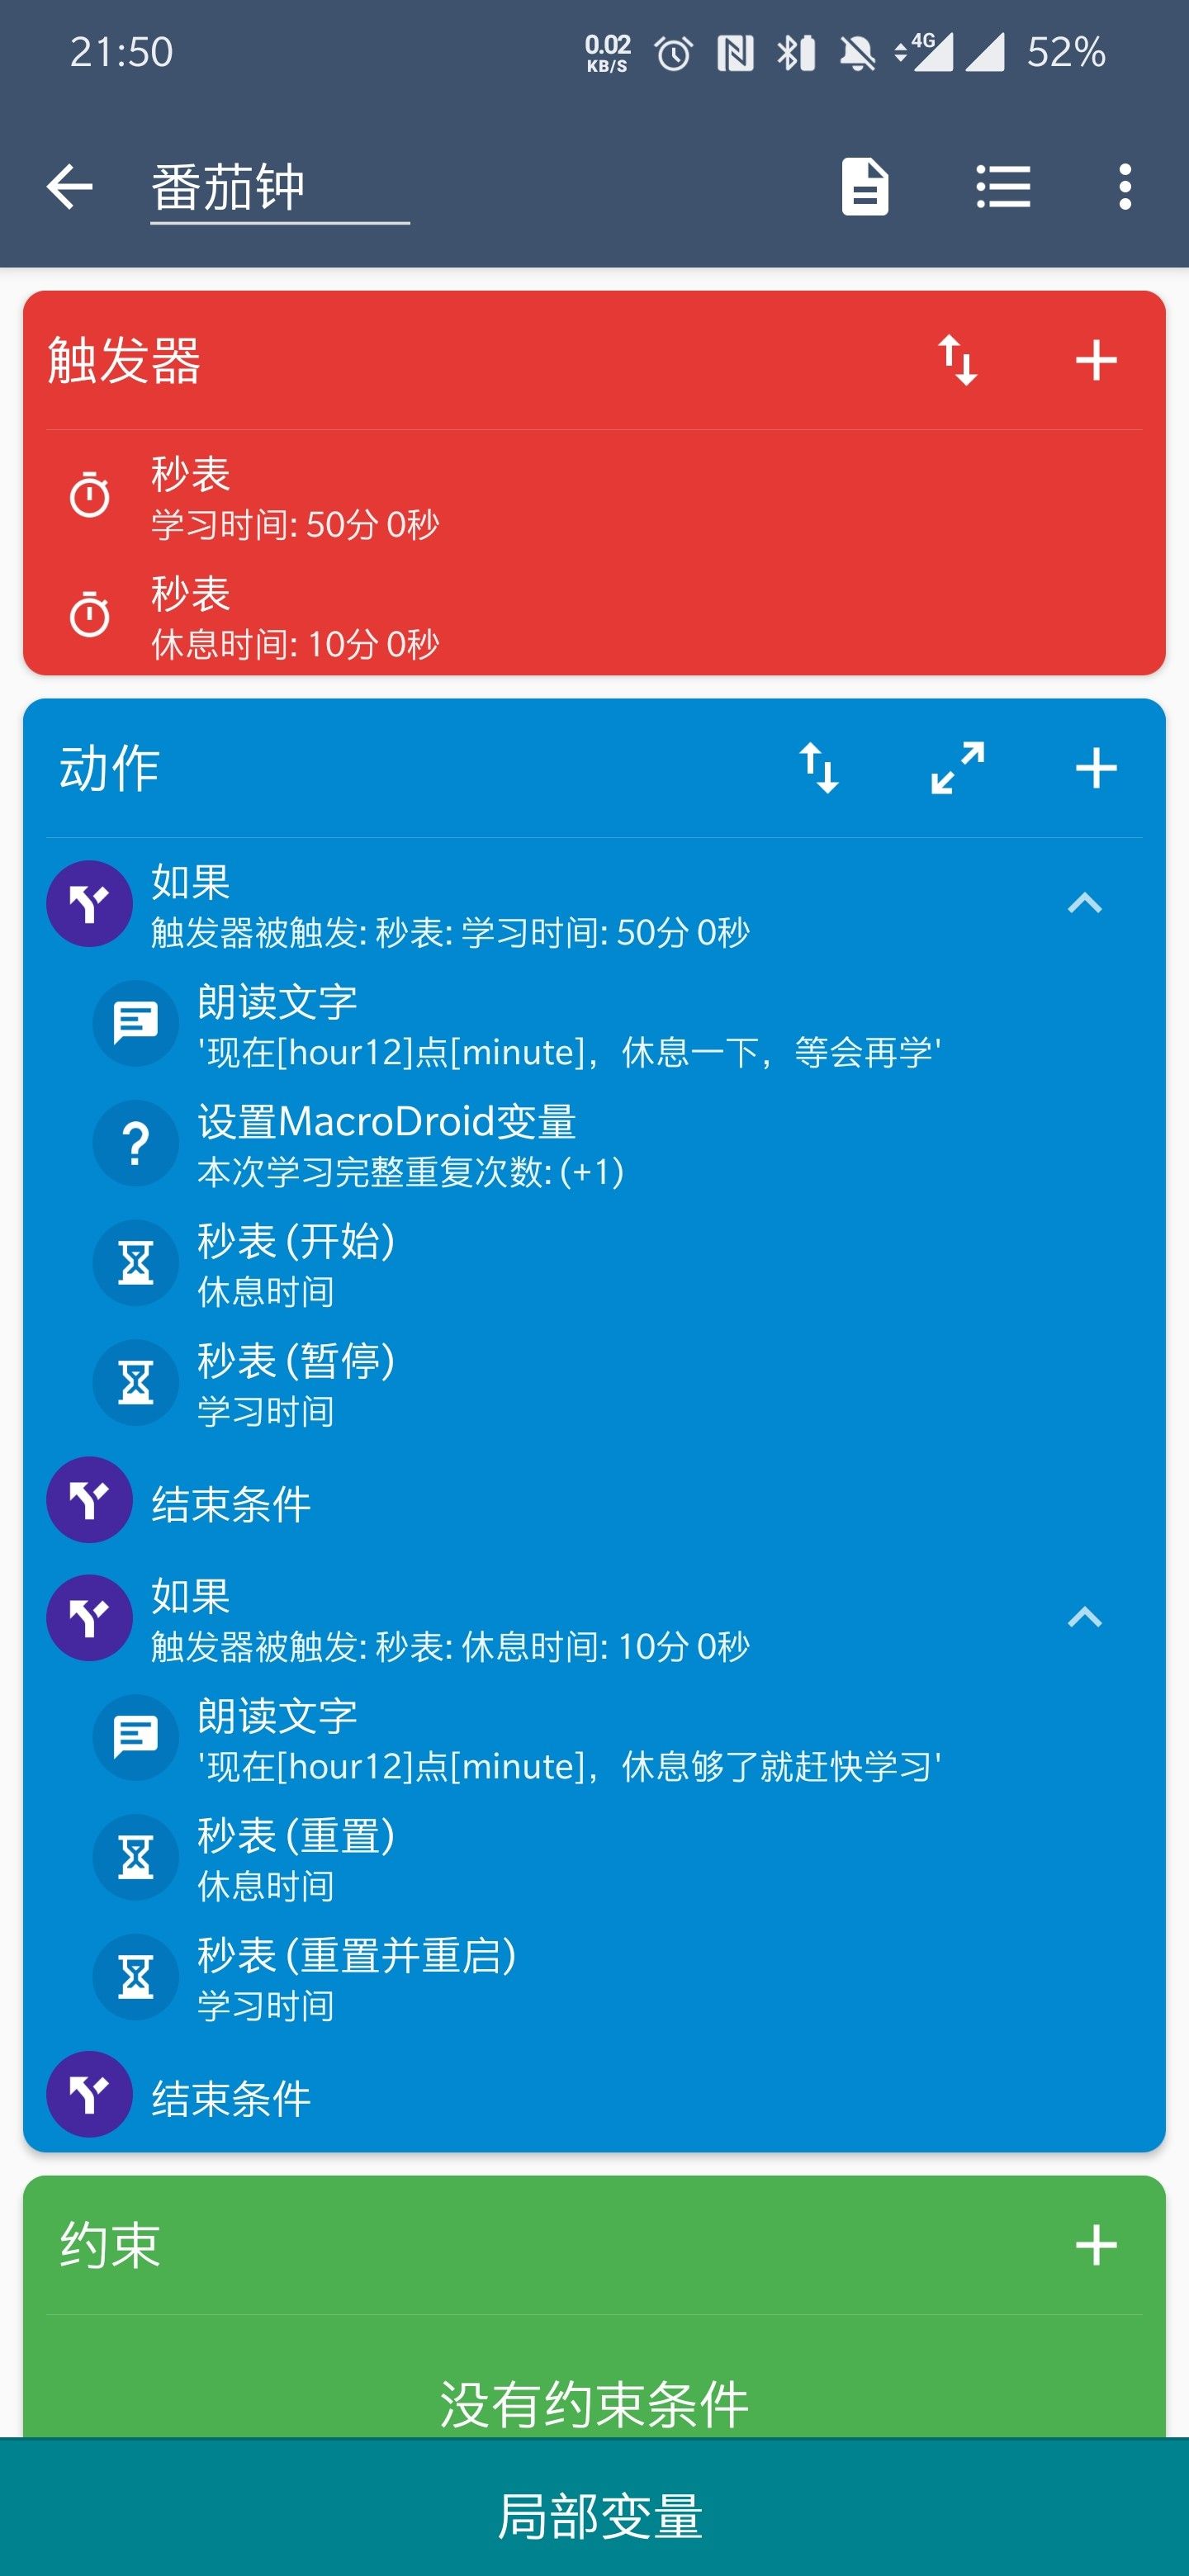 21:50
0.02 KB/S
4G
52%
番茄钟
触发器
秒表
学习时间: 50分 0秒
秒表
休息时间: 10分 0秒
动作
如果
触发器被触发: 秒表: 学习时间: 50分 0秒
朗读文字
'现在[hour12]点[minute]，休息一下，等会再学'
设置MacroDroid变量
本次学习完整重复次数: (+1)
秒表 (开始)
休息时间
秒表 (暂停)
学习时间
结束条件
如果
触发器被触发: 秒表: 休息时间: 10分 0秒
朗读文字
'现在[hour12]点[minute]，休息够了就赶快学习'
秒表 (重置)
休息时间
秒表 (重置并重启)
学习时间
结束条件
约束
没有约束条件
局部变量